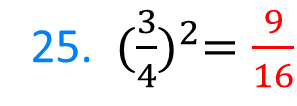 25. (3/4)² = 9/16